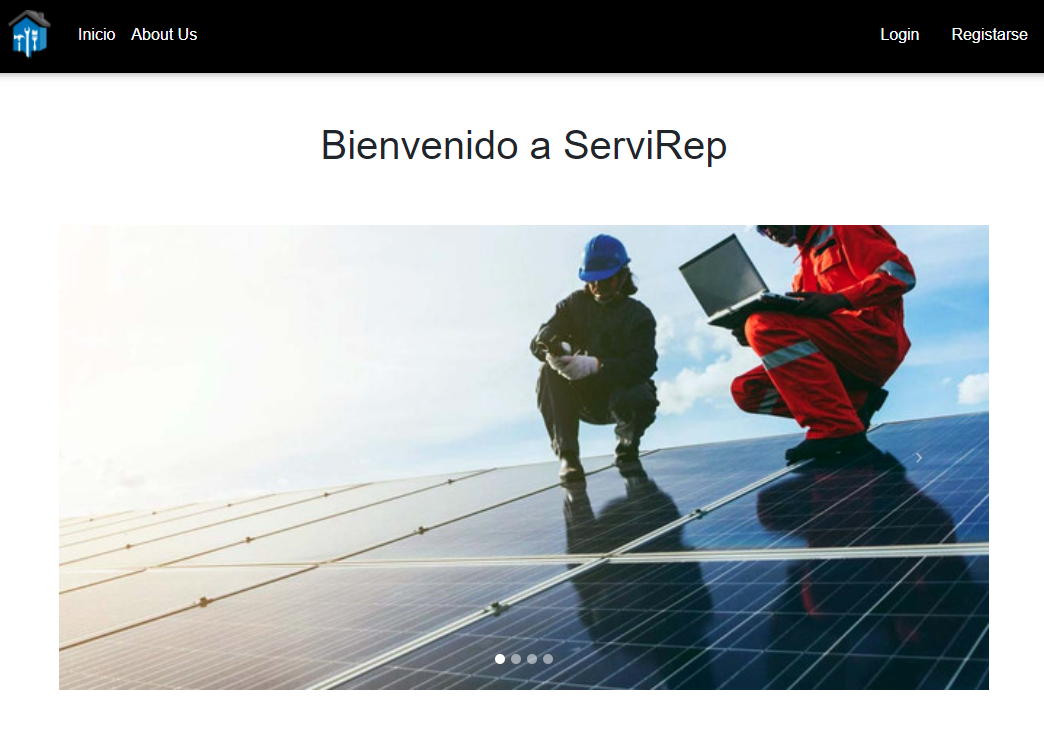 Inicio About Us Login Registarse
Bienvenido a ServiRep